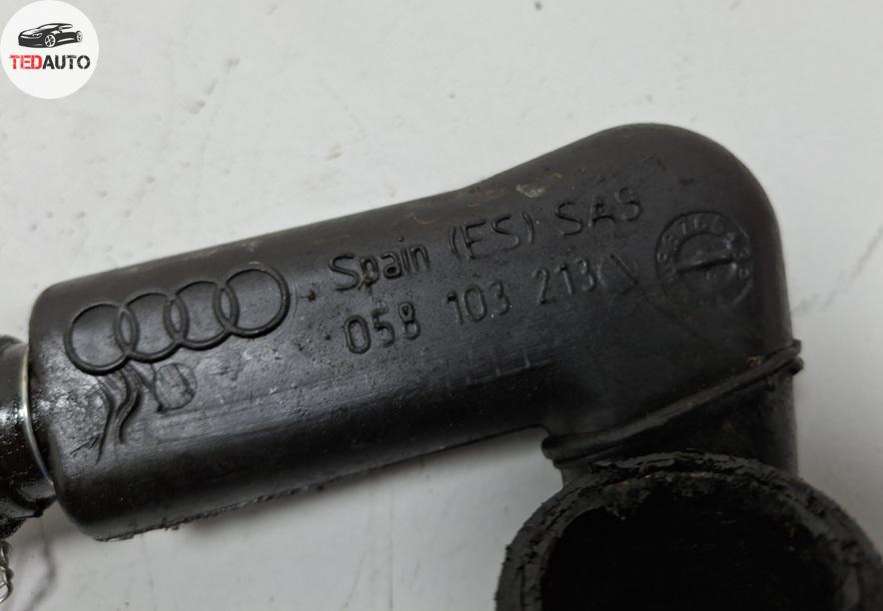 TEDAUTO
Spain (ES) SAS
058 103 213